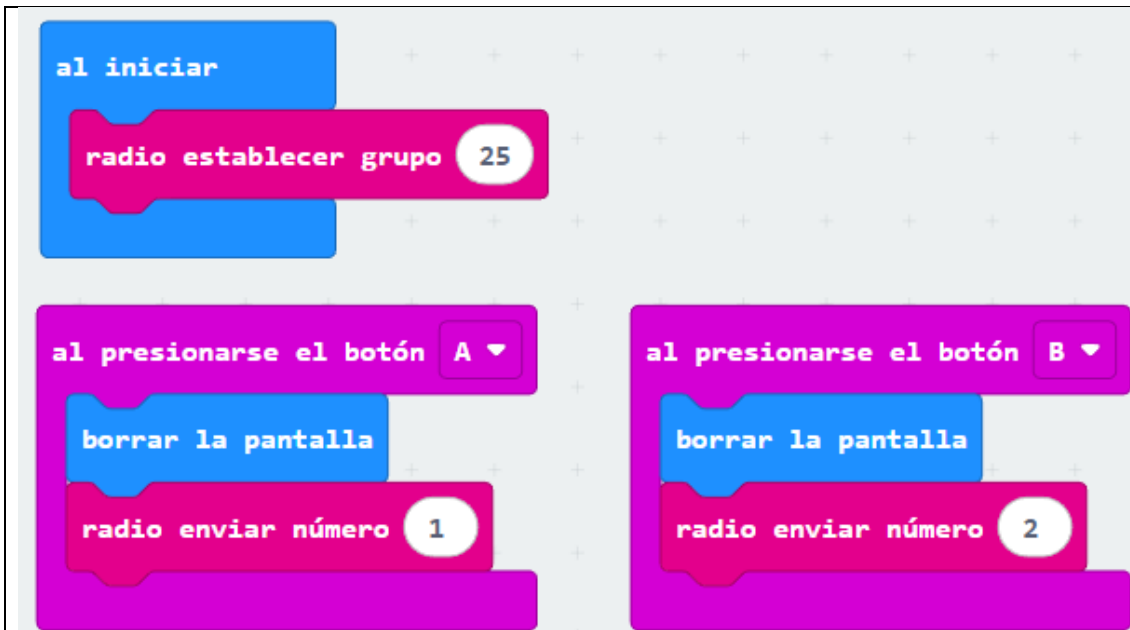 al iniciar
radio establecer grupo 25
al presionarse el botón A
borrar la pantalla
radio enviar número 1
al presionarse el botón B
borrar la pantalla
radio enviar número 2